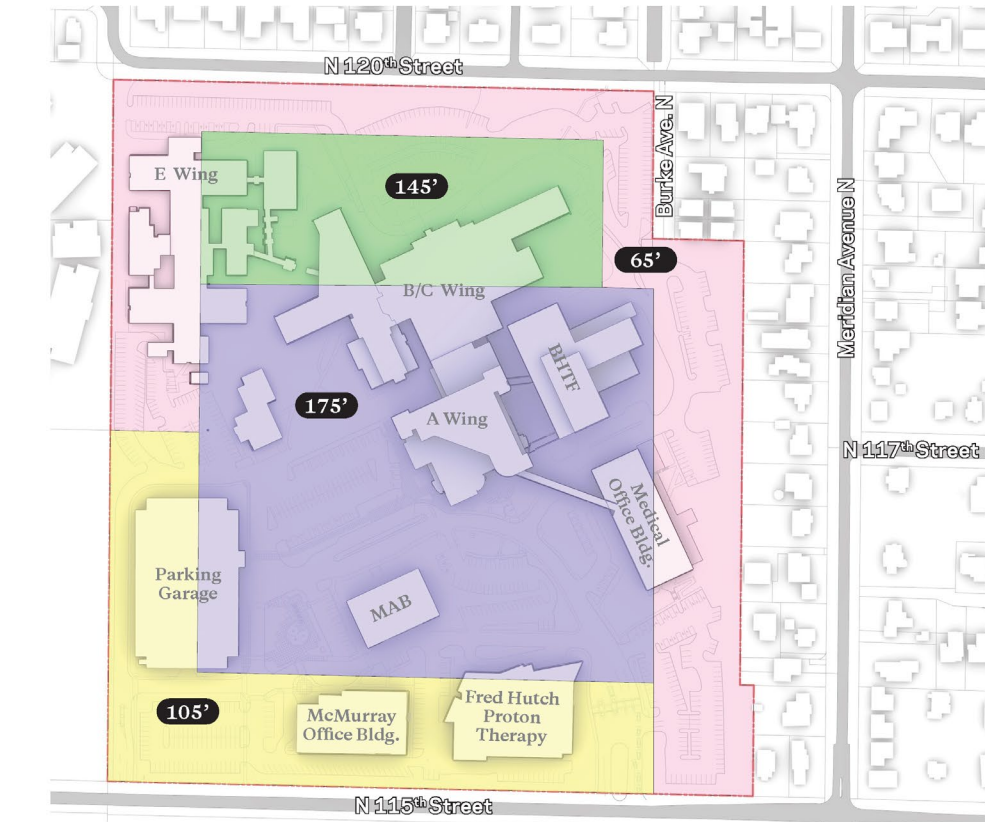 N 120th Street
Burke Ave. N
E Wing
145'
Meridian Avenue N
65'
B/C Wing
BHTF
175'
A Wing
N 117th Street
Medical
Office Bldg.
Parking
Garage
MAB
105'
McMurray
Office Bldg.
Fred Hutch
Proton
Therapy
N 115th Street